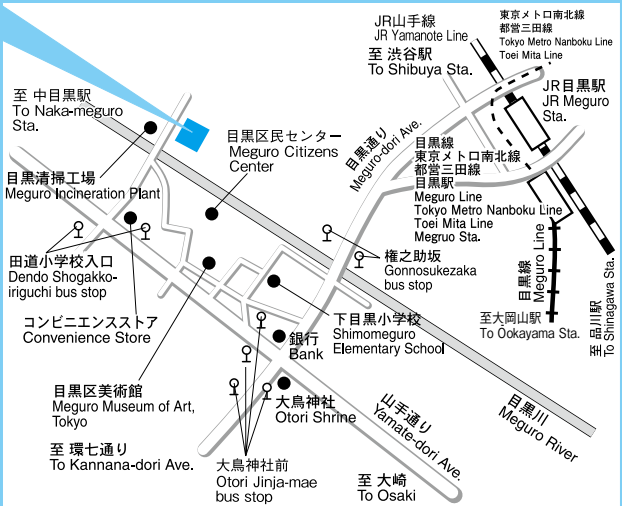 JR山手線
JR Yamanote Line
至 渋谷駅
To Shibuya Sta.
東京メトロ南北線
都営三田線
Tokyo Metro Nanboku Line
Toei Mita Line
JR目黒駅
JR Meguro
Sta.
至 中目黒駅
To Naka-meguro
Sta.
目黒区民センター
Meguro Citizens
Center
目黒通り
Meguro-dori Ave.
目黒線
東京メトロ南北線
都営三田線
目黒駅
Meguro Line
Tokyo Metro Nanboku Line
Toei Mita Line
Megruo Sta.
目黒清掃工場
Meguro Incineration Plant
田道小学校入口
Dendo Shogakko-
iriguchi bus stop
権之助坂
Gonnosukezaka
bus stop
目黒線
Meguro Line
至大岡山駅
To Ookayama Sta.
至 品川駅
To Shinagawa Sta.
コンビニエンスストア
Convenience Store
銀行
Bank
下目黒小学校
Shimomeguro
Elementary School
目黒区美術館
Meguro Museum of Art,
Tokyo
大鳥神社
Otori Shrine
山手通り
Yamate-dori Ave.
目黒川
Meguro River
至 環七通り
To Kannana-dori Ave.
大鳥神社前
Otori Jinja-mae
bus stop
至 大崎
To Osaki